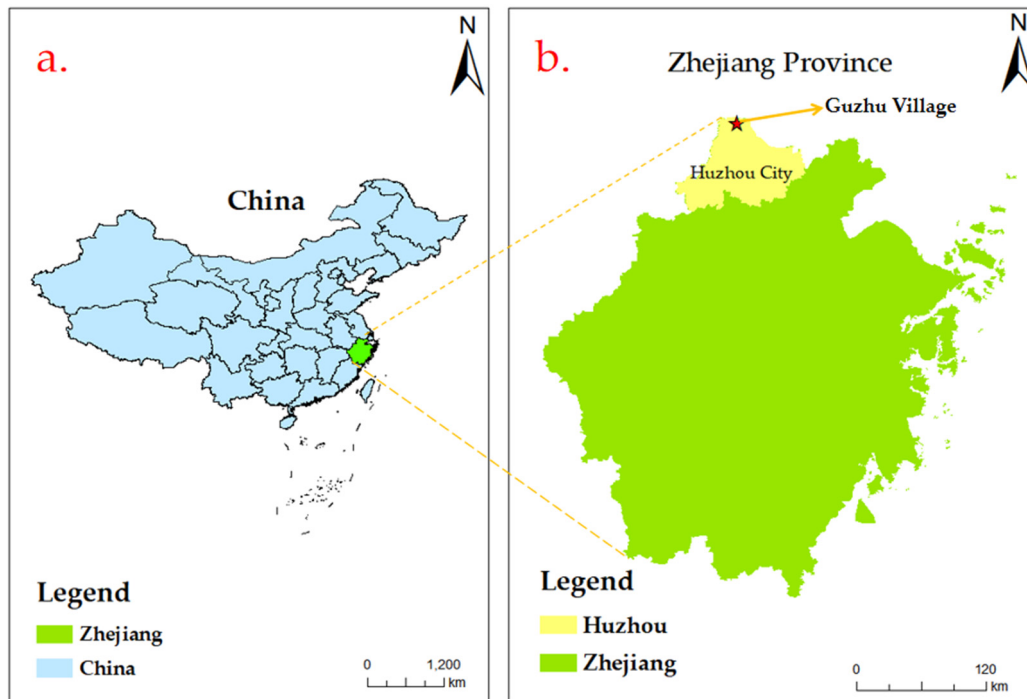 a.
N
China
Legend
Zhejiang
China
0 1,200
km
b.
N
Zhejiang Province
Guzhu Village
Huzhou City
Legend
Huzhou
Zhejiang
0 120
km